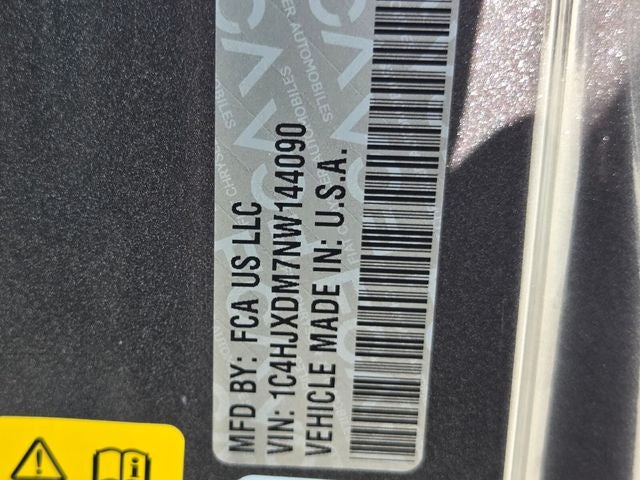 MFD BY: FCA US LLC
VIN: 1C4HJXDM7NW144090
VEHICLE MADE IN: U.S.A.